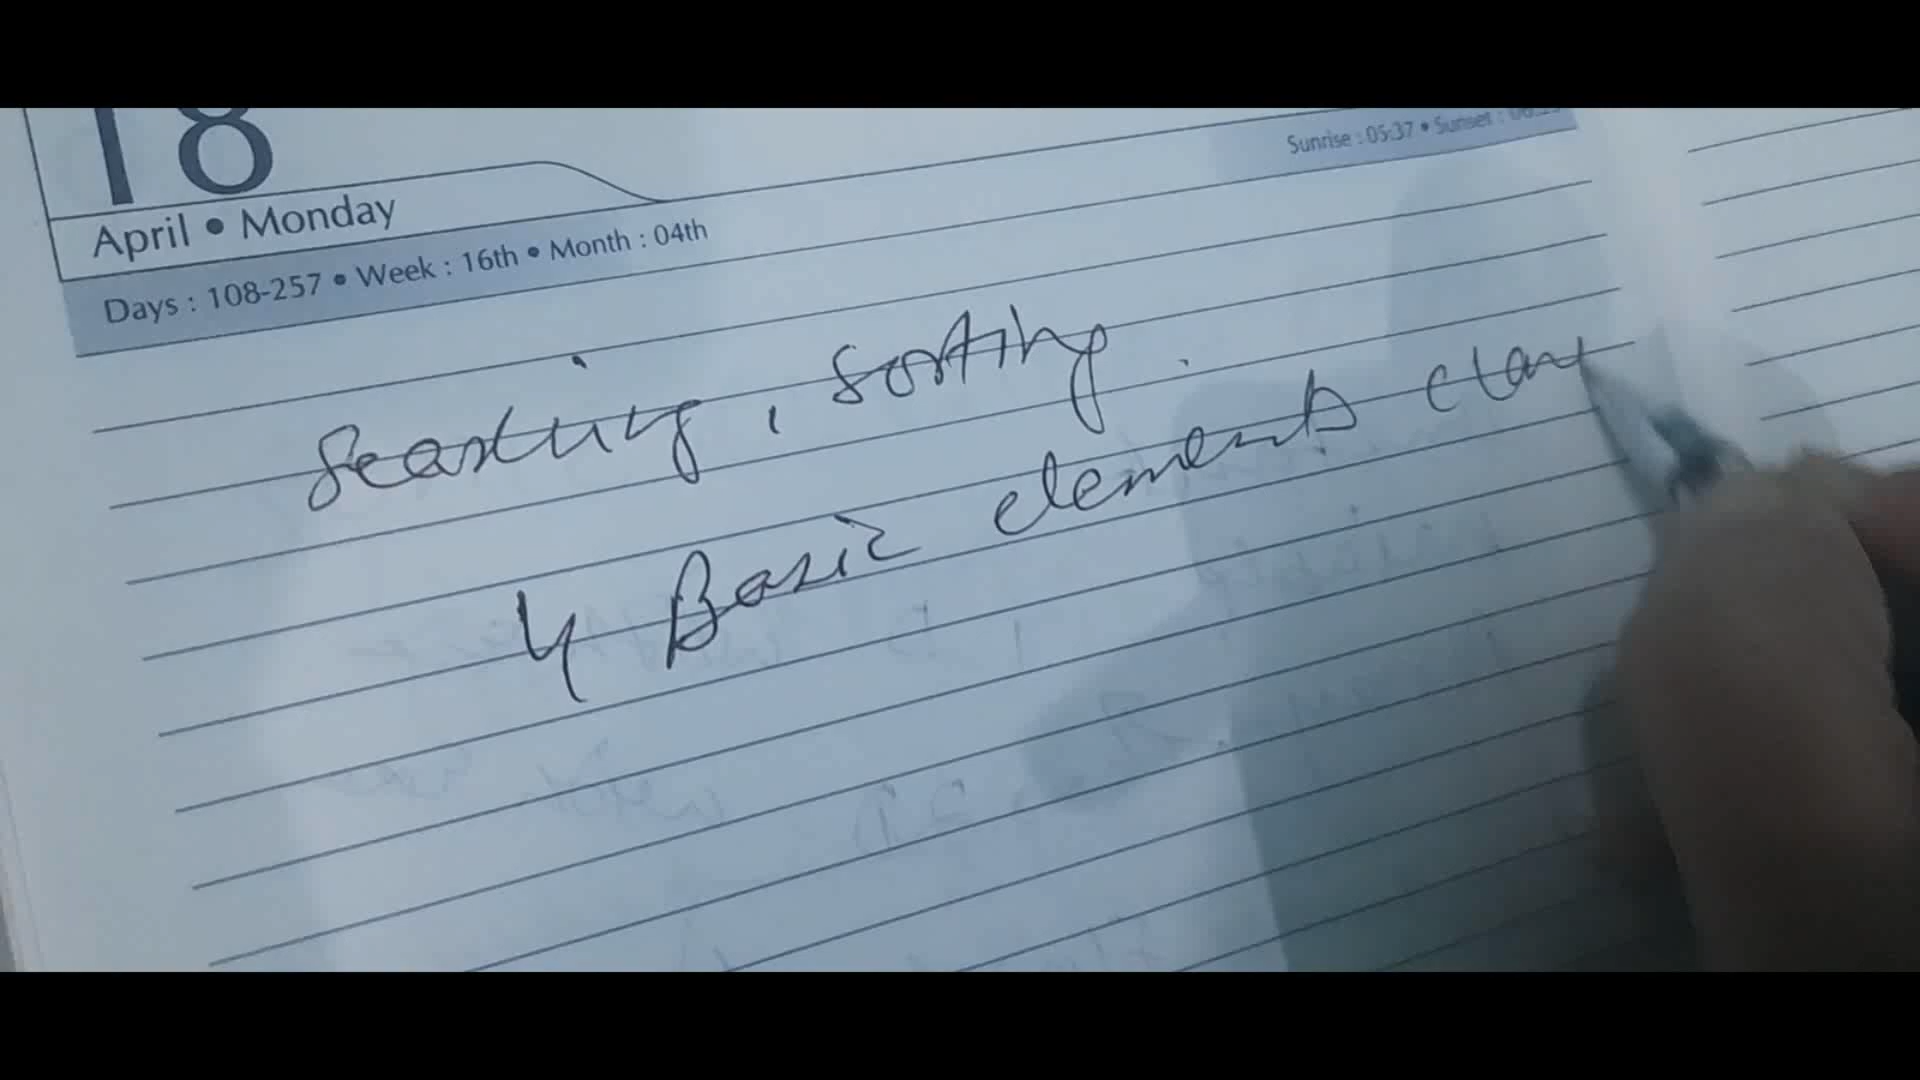 18
April • Monday
Sunrise : 05:37 • Sunset :
Days : 108-257 • Week : 16th • Month : 04th
Searching, Sorting
4 Basic elements